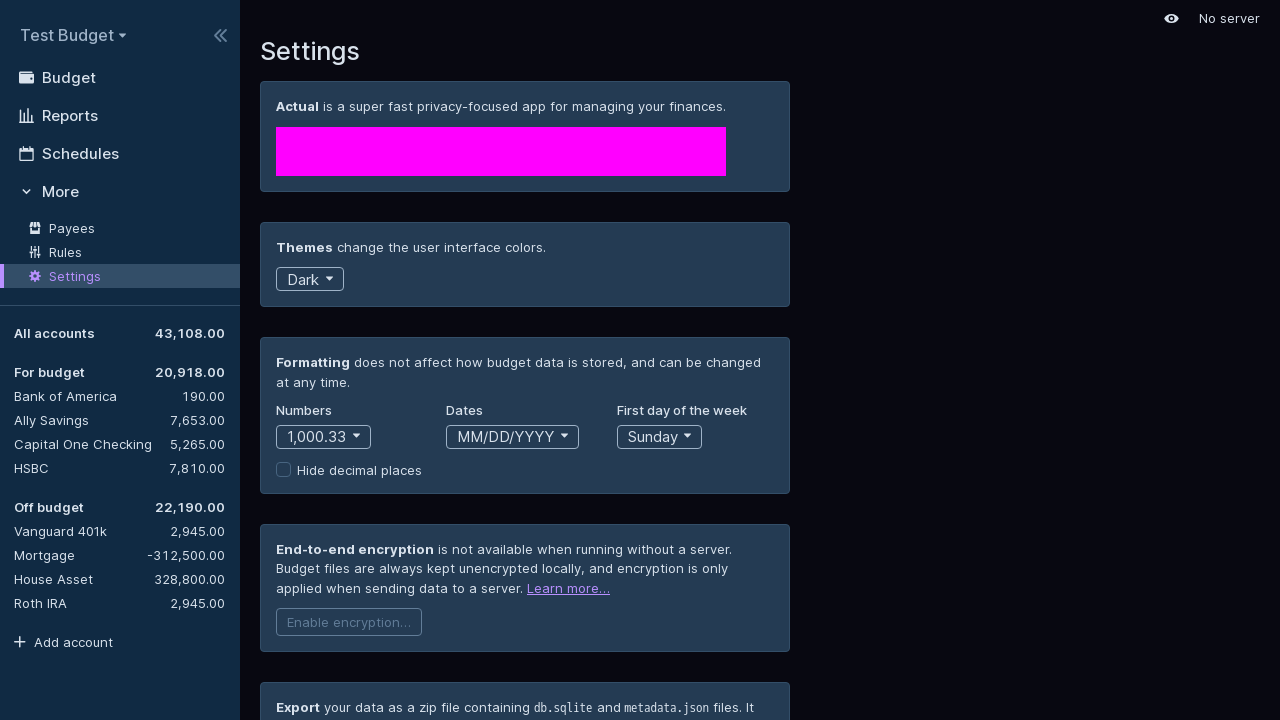 Test Budget
Budget
Reports
Schedules
More
Payees
Rules
Settings
All accounts 43,108.00
For budget 20,918.00
Bank of America 190.00
Ally Savings 7,653.00
Capital One Checking 5,265.00
HSBC 7,810.00
Off budget 22,190.00
Vanguard 401k 2,945.00
Mortgage -312,500.00
House Asset 328,800.00
Roth IRA 2,945.00
Add account
No server
Settings
Actual is a super fast privacy-focused app for managing your finances.
Themes change the user interface colors.
Dark
Formatting does not affect how budget data is stored, and can be changed
at any time.
Numbers Dates First day of the week
1,000.33 MM/DD/YYYY Sunday
Hide decimal places
End-to-end encryption is not available when running without a server.
Budget files are always kept unencrypted locally, and encryption is only
applied when sending data to a server. Learn more…
Enable encryption…
Export your data as a zip file containing db.sqlite and metadata.json files. It